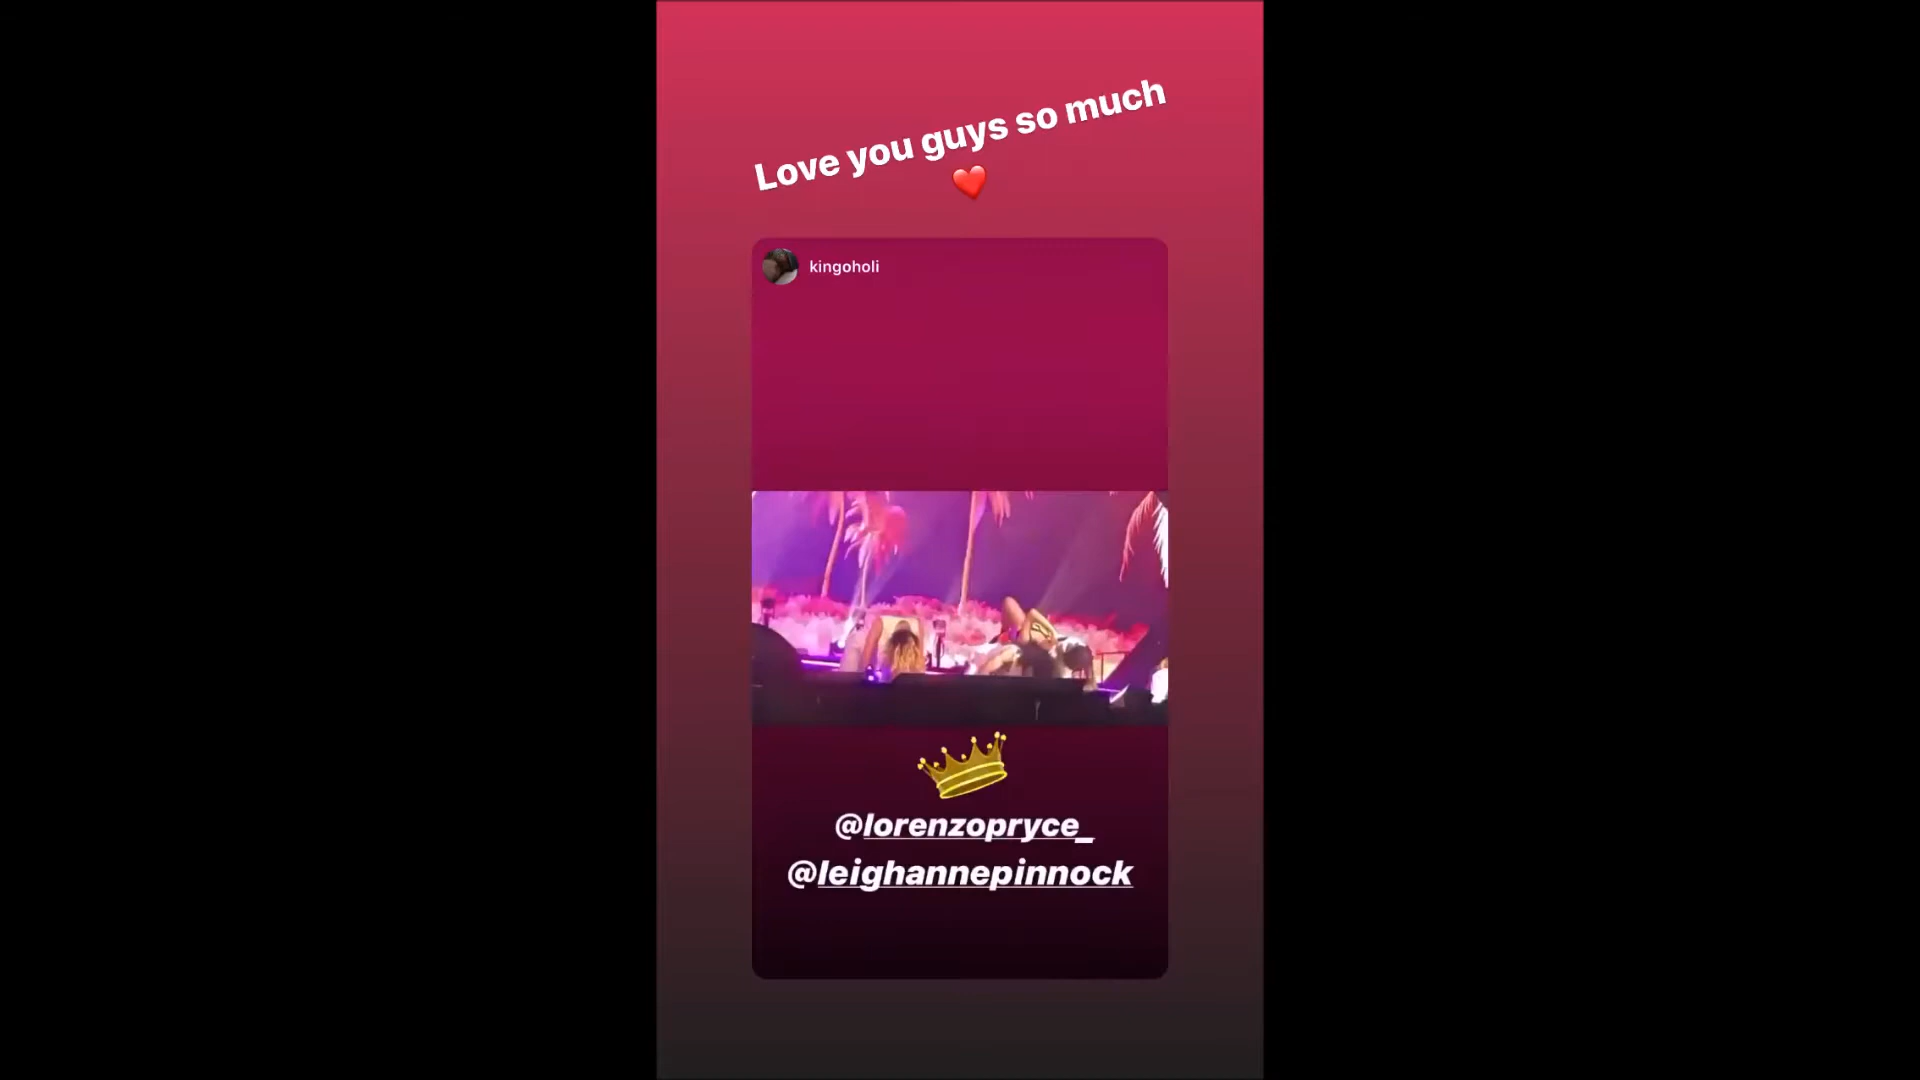 Love you guys so much
❤️
kingoholi
@lorenzopryce_
@leighannepinnock